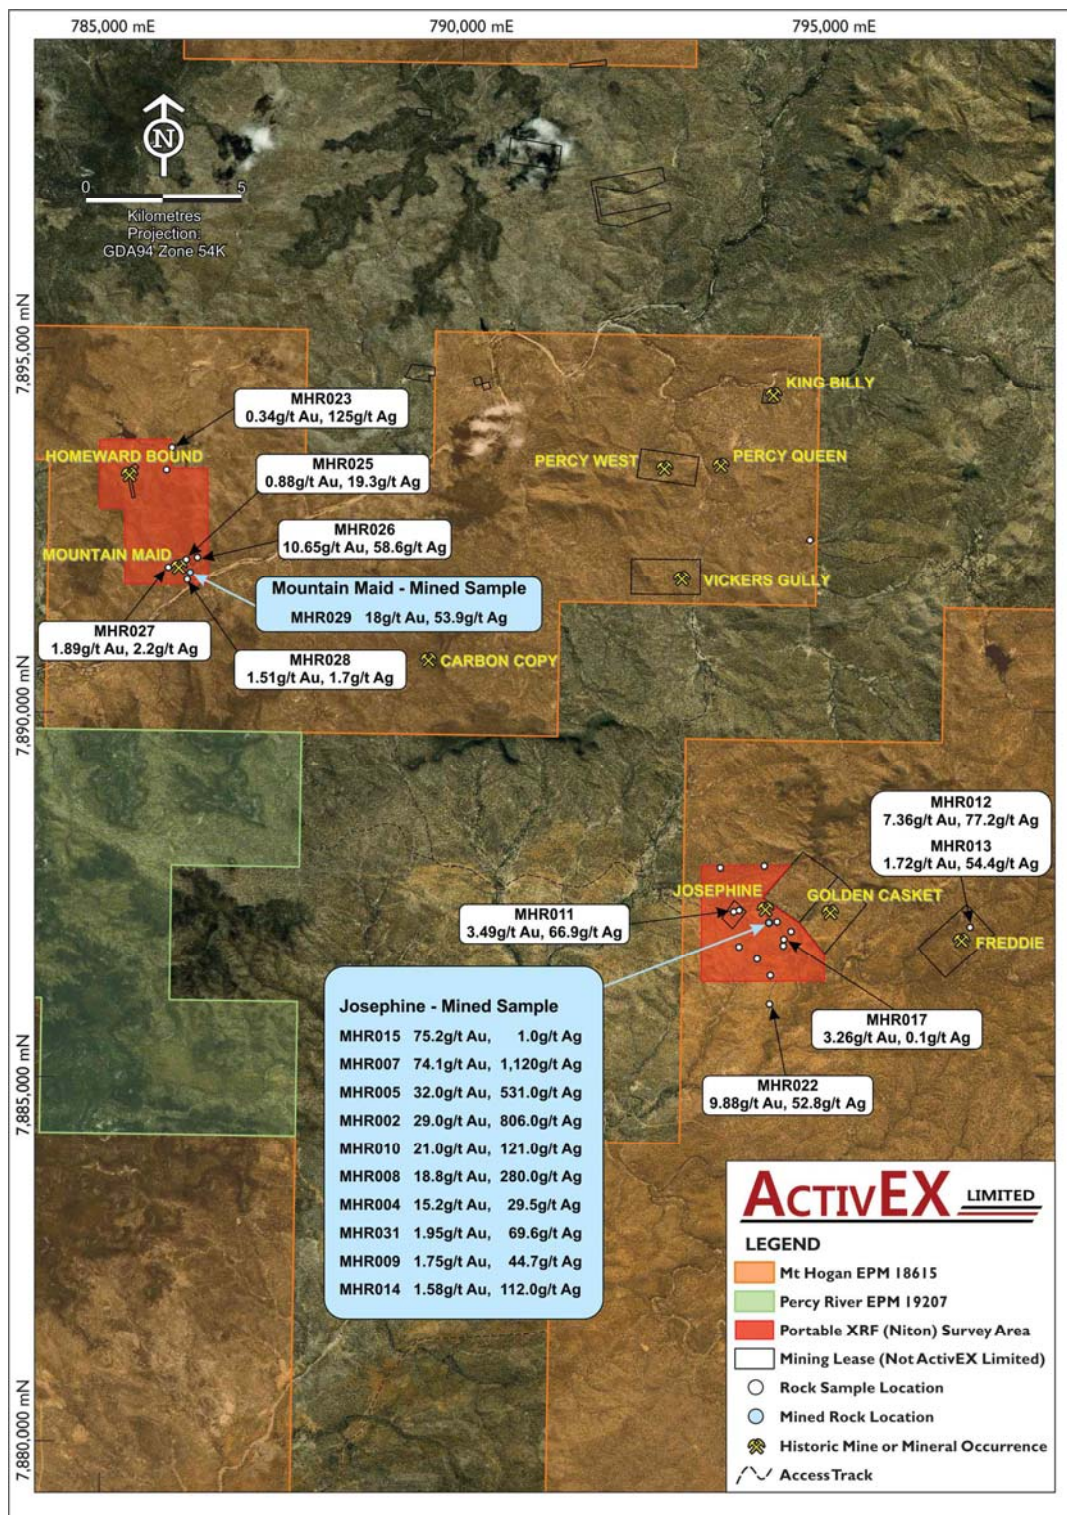 785,000 mE
790,000 mE
795,000 mE
N
0
5
Kilometres
Projection:
GDA94 Zone 54K
7,895,000 mN
7,890,000 mN
7,885,000 mN
7,880,000 mN
KING BILLY
MHR023
0.34g/t Au, 125g/t Ag
HOMEWARD BOUND
PERCY WEST
PERCY QUEEN
MHR025
0.88g/t Au, 19.3g/t Ag
MHR026
10.65g/t Au, 58.6g/t Ag
MOUNTAIN MAID
VICKERS GULLY
Mountain Maid - Mined Sample
MHR029 18g/t Au, 53.9g/t Ag
MHR027
1.89g/t Au, 2.2g/t Ag
MHR028
1.51g/t Au, 1.7g/t Ag
CARBON COPY
MHR012
7.36g/t Au, 77.2g/t Ag
MHR013
1.72g/t Au, 54.4g/t Ag
JOSEPHINE
GOLDEN CASKET
MHR011
3.49g/t Au, 66.9g/t Ag
FREDDIE
MHR017
3.26g/t Au, 0.1g/t Ag
MHR022
9.88g/t Au, 52.8g/t Ag
Josephine - Mined Sample
MHR015 75.2g/t Au, 1.0g/t Ag
MHR007 74.1g/t Au, 1,120g/t Ag
MHR005 32.0g/t Au, 531.0g/t Ag
MHR002 29.0g/t Au, 806.0g/t Ag
MHR010 21.0g/t Au, 121.0g/t Ag
MHR008 18.8g/t Au, 280.0g/t Ag
MHR004 15.2g/t Au, 29.5g/t Ag
MHR031 1.95g/t Au, 69.6g/t Ag
MHR009 1.75g/t Au, 44.7g/t Ag
MHR014 1.58g/t Au, 112.0g/t Ag
ACTIVEX LIMITED
LEGEND
Mt Hogan EPM 18615
Percy River EPM 19207
Portable XRF (Niton) Survey Area
Mining Lease (Not ActivEX Limited)
Rock Sample Location
Mined Rock Location
Historic Mine or Mineral Occurrence
Access Track